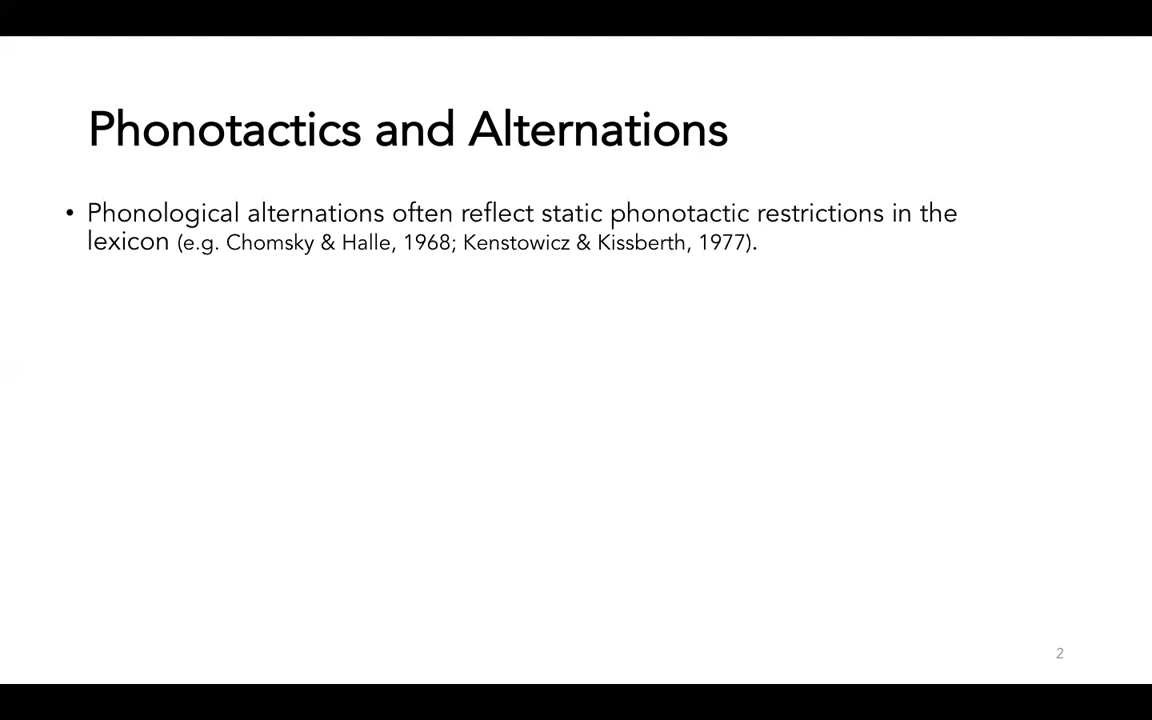 Phonotactics and Alternations
• Phonological alternations often reflect static phonotactic restrictions in the
lexicon (e.g. Chomsky & Halle, 1968; Kenstowicz & Kissberth, 1977).
2